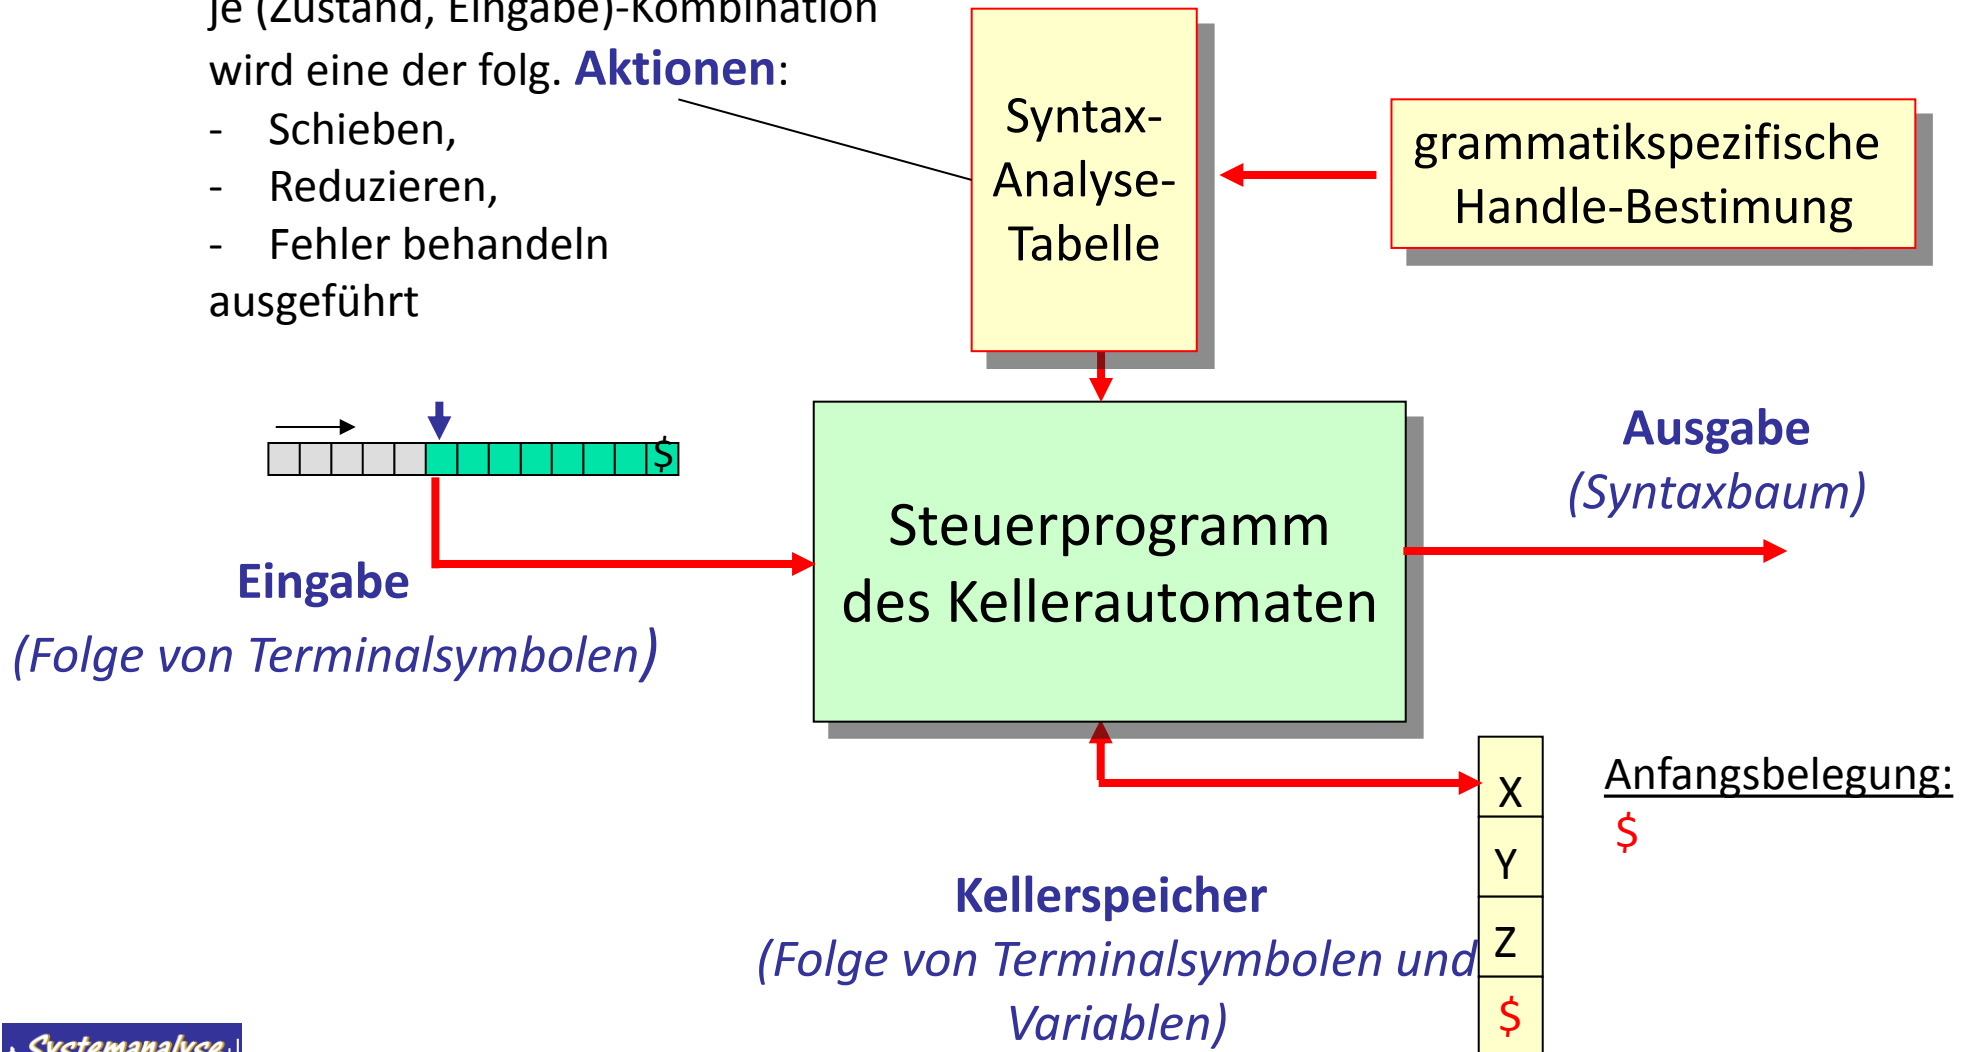 je (Zustand, Eingabe)-Kombination
wird eine der folg. Aktionen:
- Schieben,
- Reduzieren,
- Fehler behandeln
ausgeführt
Syntax-
Analyse-
Tabelle
grammatikspezifische
Handle-Bestimung
$
Eingabe
(Folge von Terminalsymbolen)
Steuerprogramm
des Kellerautomaten
Ausgabe
(Syntaxbaum)
X
Y
Z
$
Anfangsbelegung:
$
Kellerspeicher
(Folge von Terminalsymbolen und
Variablen)
Systemanalyse